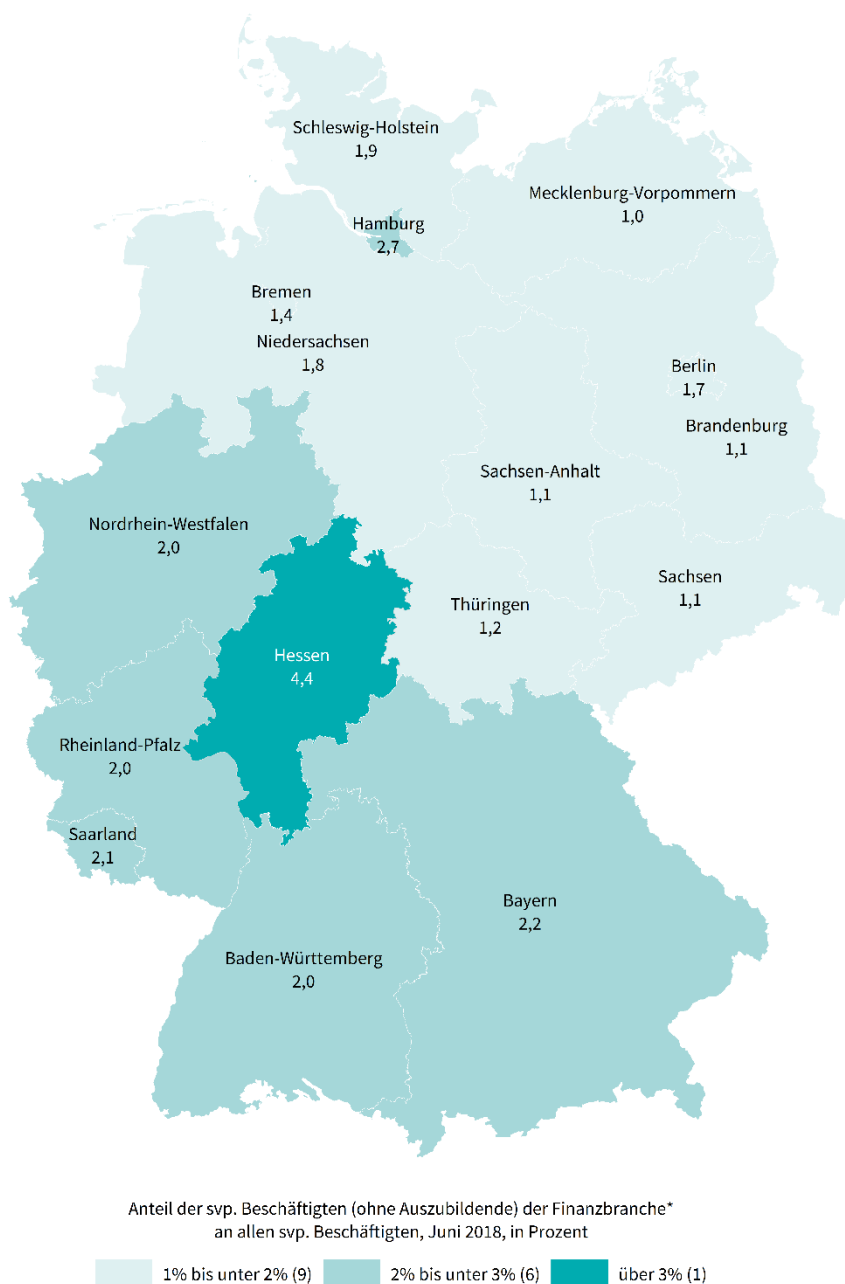 Schleswig-Holstein
1,9
Mecklenburg-Vorpommern
1,0
Hamburg
2,7
Bremen
1,4
Niedersachsen
1,8
Berlin
1,7
Brandenburg
1,1
Sachsen-Anhalt
1,1
Nordrhein-Westfalen
2,0
Sachsen
1,1
Thüringen
1,2
Hessen
4,4
Rheinland-Pfalz
2,0
Saarland
2,1
Bayern
2,2
Baden-Württemberg
2,0
Anteil der svp. Beschäftigten (ohne Auszubildende) der Finanzbranche*
an allen svp. Beschäftigten, Juni 2018, in Prozent
1% bis unter 2% (9) 2% bis unter 3% (6) über 3% (1)